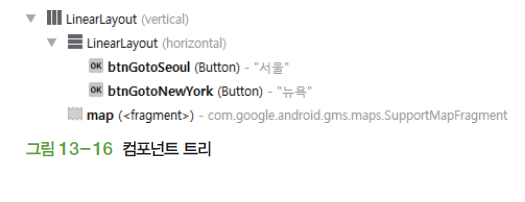 LinearLayout (vertical)
LinearLayout (horizontal)
OK btnGotoSeoul (Button) - "서울"
OK btnGotoNewYork (Button) - "뉴욕"
map (<fragment>) - com.google.android.gms.maps.SupportMapFragment
그림 13-16 컴포넌트 트리